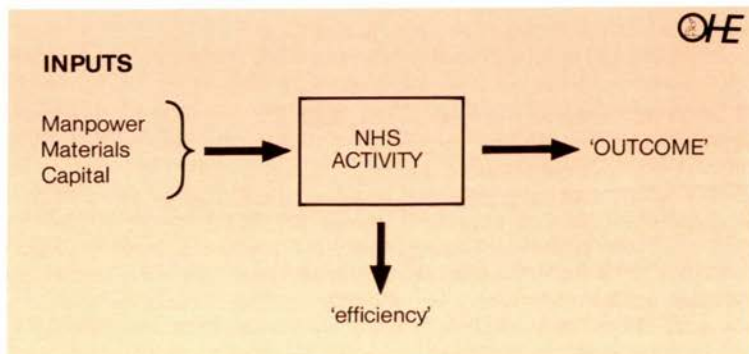 OHE
INPUTS
Manpower
Materials
Capital
NHS
ACTIVITY
'OUTCOME'
'efficiency'